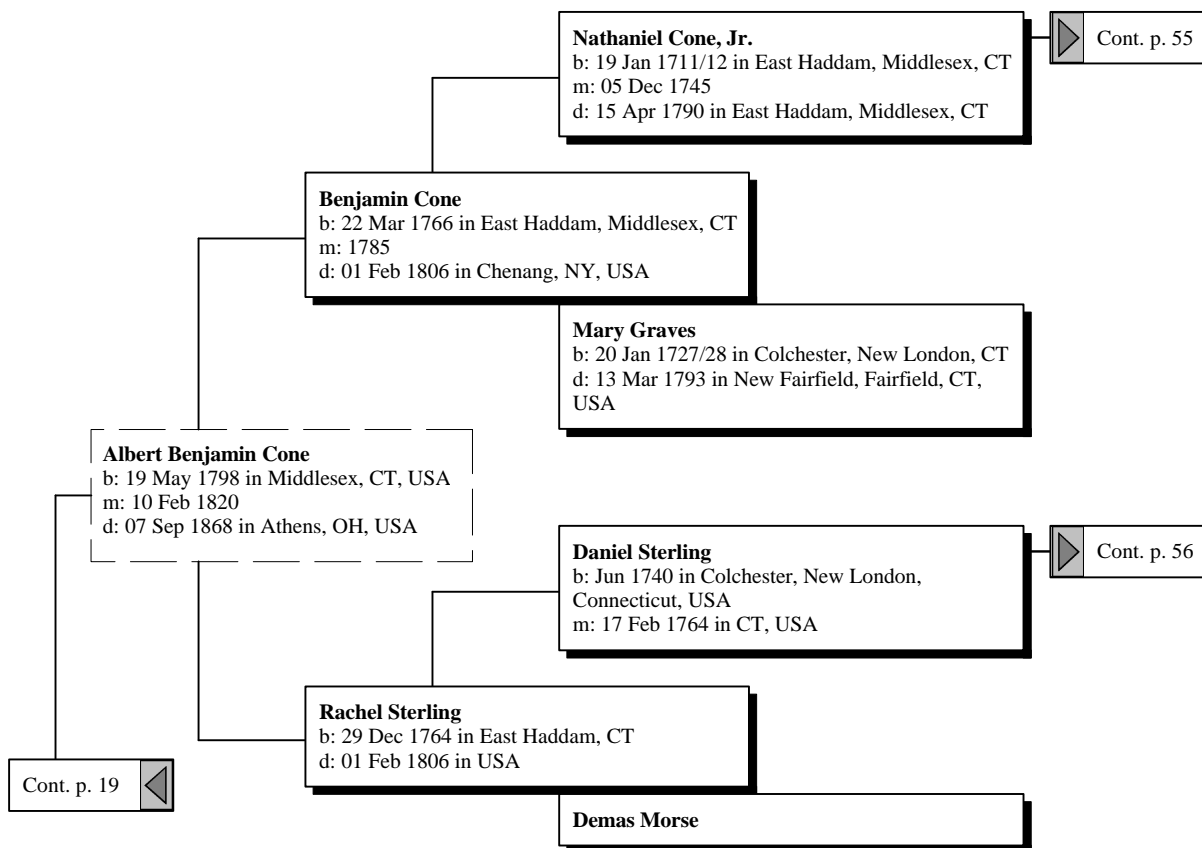 Nathaniel Cone, Jr.
b: 19 Jan 1711/12 in East Haddam, Middlesex, CT
m: 05 Dec 1745
d: 15 Apr 1790 in East Haddam, Middlesex, CT
Cont. p. 55
Benjamin Cone
b: 22 Mar 1766 in East Haddam, Middlesex, CT
m: 1785
d: 01 Feb 1806 in Chenang, NY, USA
Mary Graves
b: 20 Jan 1727/28 in Colchester, New London, CT
d: 13 Mar 1793 in New Fairfield, Fairfield, CT,
USA
Albert Benjamin Cone
b: 19 May 1798 in Middlesex, CT, USA
m: 10 Feb 1820
d: 07 Sep 1868 in Athens, OH, USA
Daniel Sterling
b: Jun 1740 in Colchester, New London,
Connecticut, USA
m: 17 Feb 1764 in CT, USA
Cont. p. 56
Rachel Sterling
b: 29 Dec 1764 in East Haddam, CT
d: 01 Feb 1806 in USA
Cont. p. 19
Demas Morse